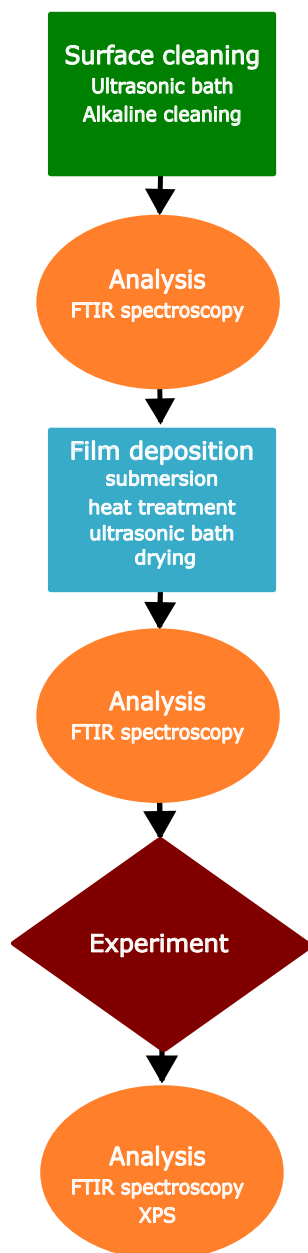 Surface cleaning
Ultrasonic bath
Alkaline cleaning
Analysis
FTIR spectroscopy
Film deposition
submersion
heat treatment
ultrasonic bath
drying
Analysis
FTIR spectroscopy
Experiment
Analysis
FTIR spectroscopy
XPS